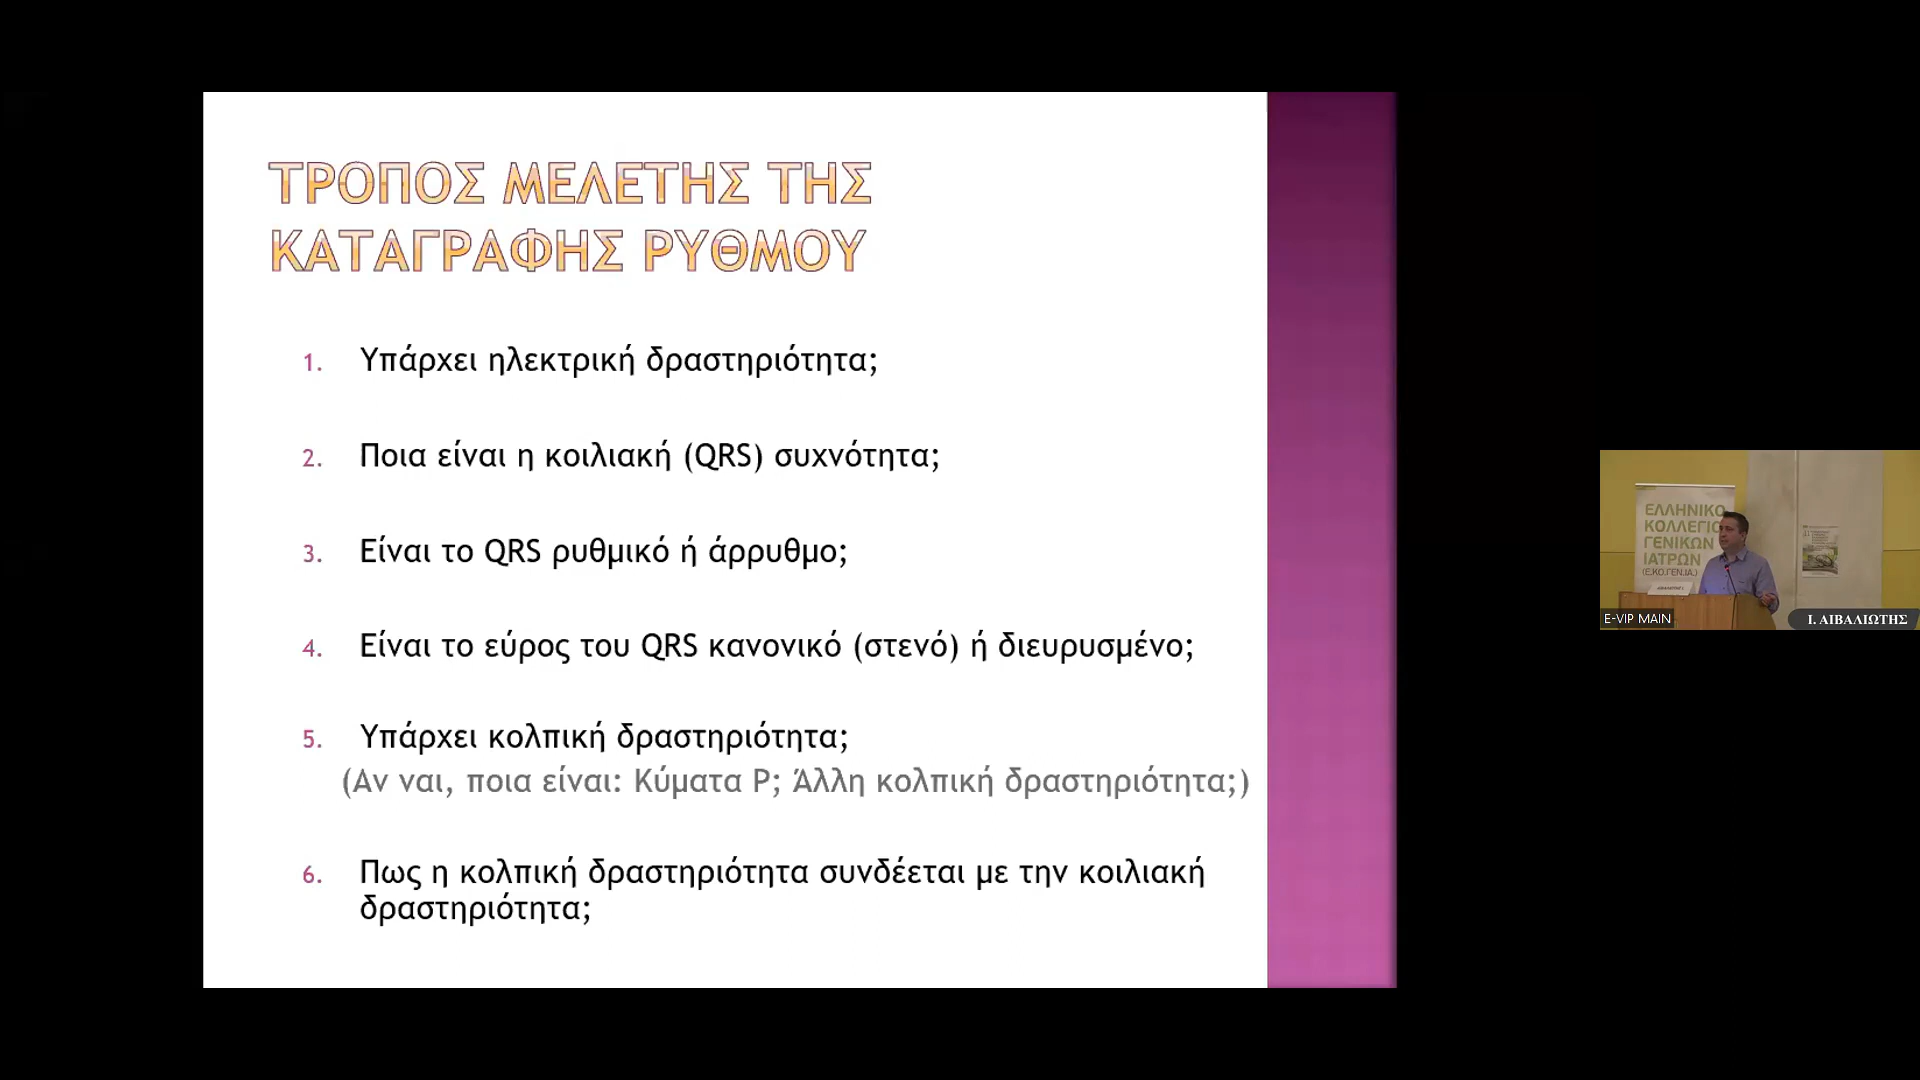 ΤΡΟΠΟΣ ΜΕΛΕΤΗΣ ΤΗΣ
ΚΑΤΑΓΡΑΦΗΣ ΡΥΘΜΟΥ
1. Υπάρχει ηλεκτρική δραστηριότητα;
2. Ποια είναι η κοιλιακή (QRS) συχνότητα;
3. Είναι το QRS ρυθμικό ή άρρυθμο;
4. Είναι το εύρος του QRS κανονικό (στενό) ή διευρυσμένο;
5. Υπάρχει κολπική δραστηριότητα;
(Αν ναι, ποια είναι: Κύματα P; Άλλη κολπική δραστηριότητα;)
6. Πως η κολπική δραστηριότητα συνδέεται με την κοιλιακή
δραστηριότητα;
ΕΛΛΗΝΙΚΟ
ΚΟΛΛΕΓΙΟ
ΓΕΝΙΚΩΝ
ΙΑΤΡΩΝ
(Ε.ΚΟ.ΓΕΝ.ΙΑ.)
E-VIP MAIN
Ι. ΑΙΒΑΛΙΩΤΗΣ